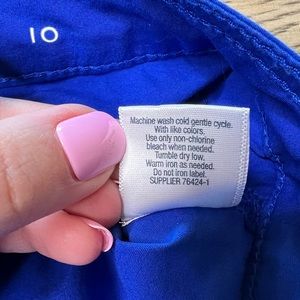 10
Machine wash cold gentle cycle.
With like colors.
Use only non-chlorine
bleach when needed.
Tumble dry low.
Warm iron as needed.
Do not iron label.
SUPPLIER 76424-1